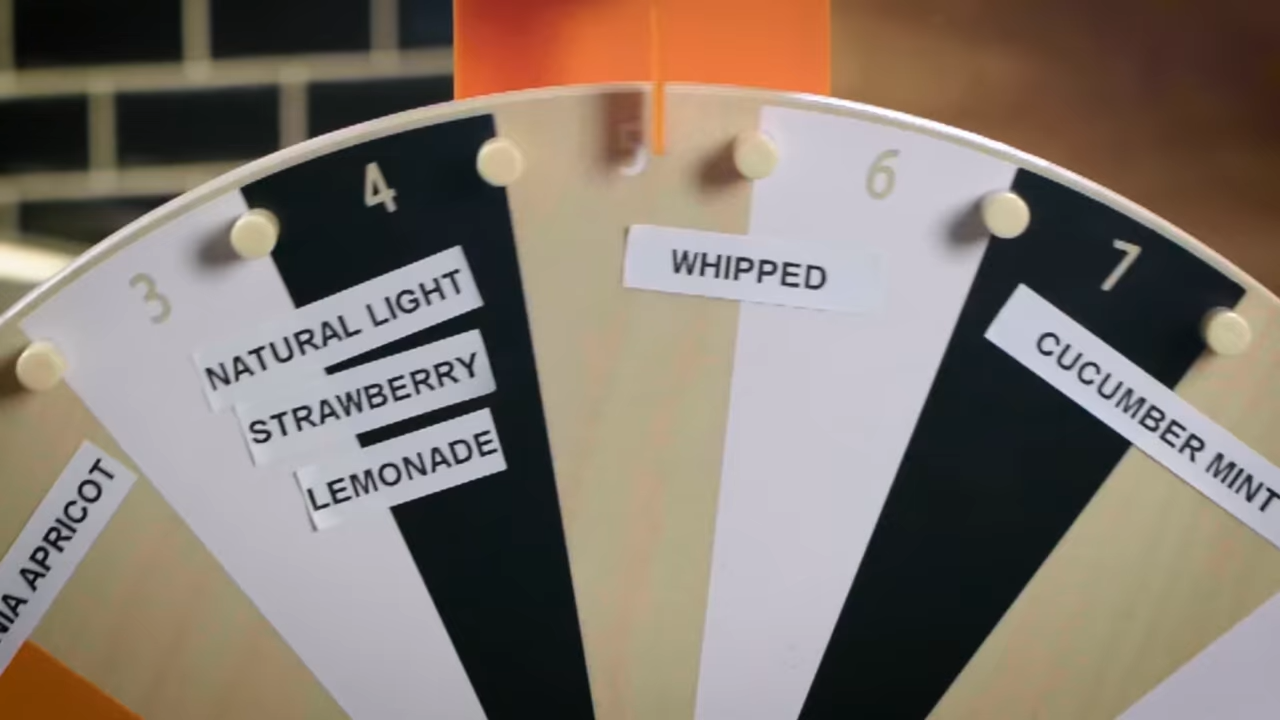 3
4
5
6
7
NATURAL LIGHT
STRAWBERRY
LEMONADE
WHIPPED
CUCUMBER MINT
APRICOT